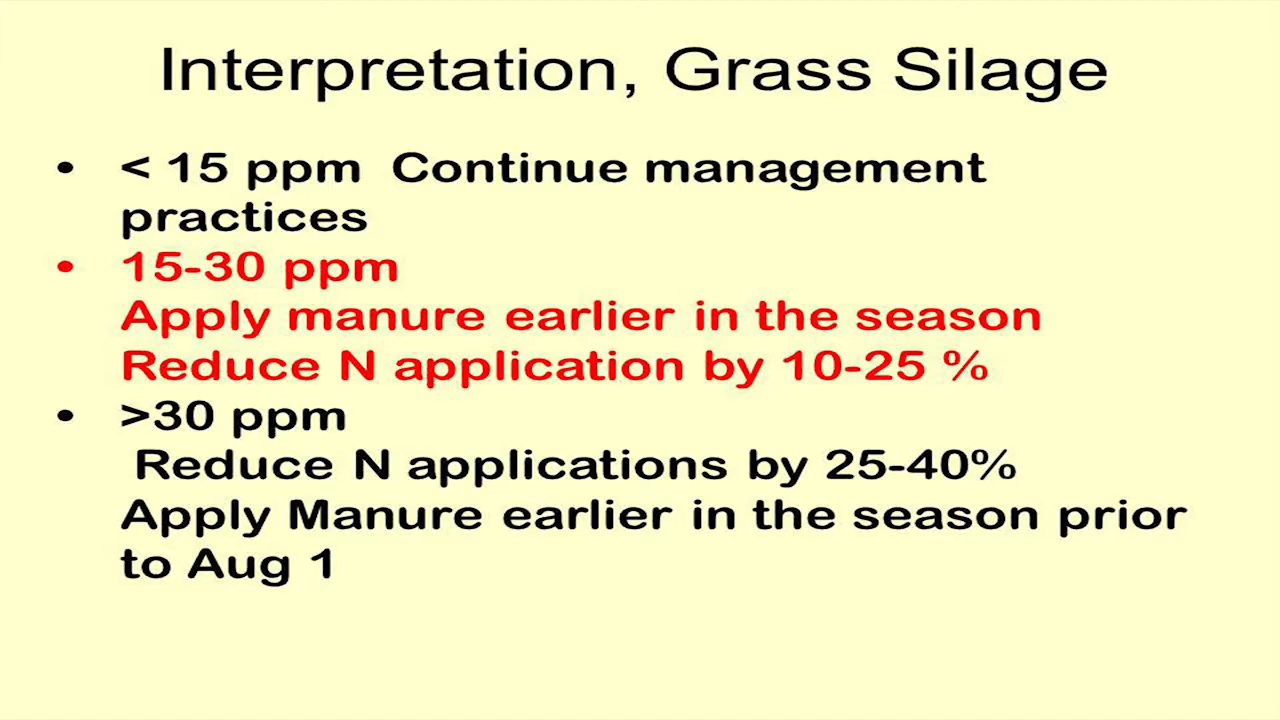 Interpretation, Grass Silage
• < 15 ppm  Continue management
practices
• 15-30 ppm
Apply manure earlier in the season
Reduce N application by 10-25 %
• >30 ppm
Reduce N applications by 25-40%
Apply Manure earlier in the season prior
to Aug 1